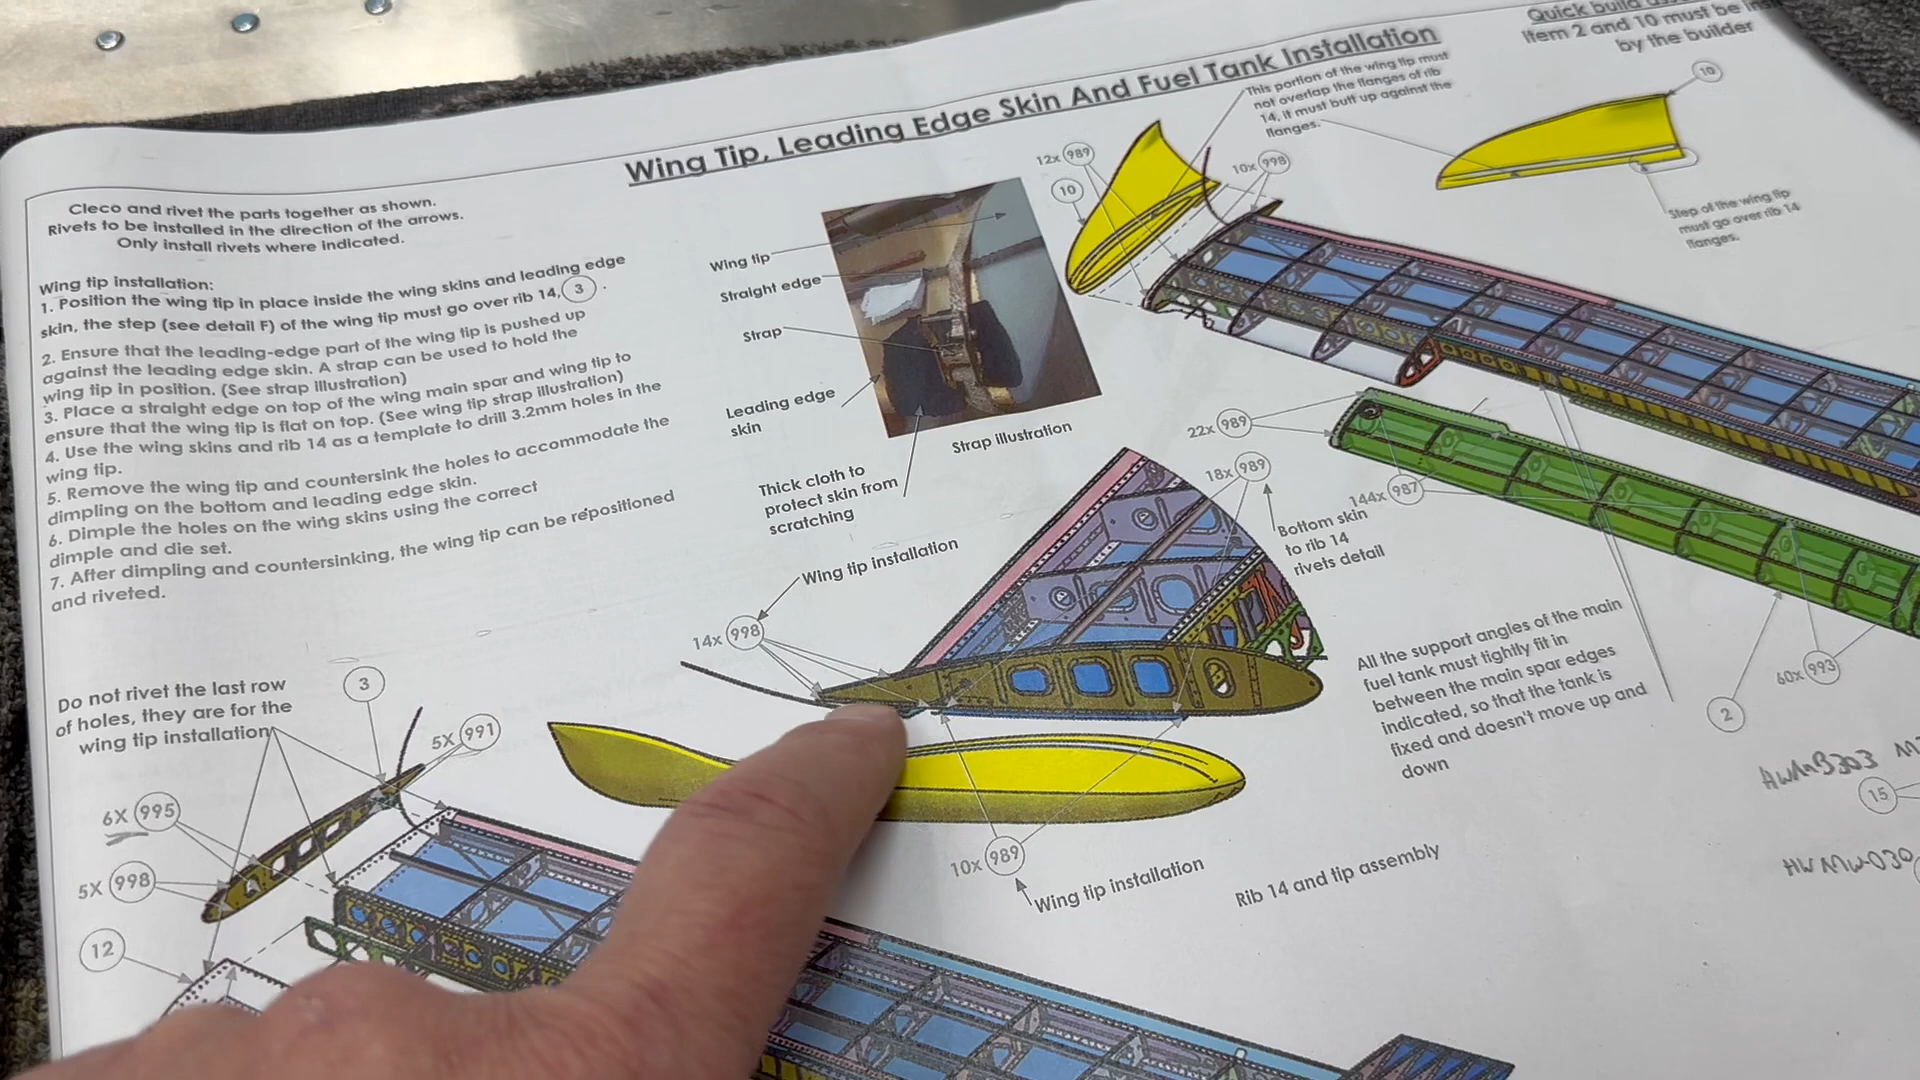 Wing Tip, Leading Edge Skin And Fuel Tank Installation
Quick build
Item 2 and 10 must be
by the builder
Cleco and rivet the parts together as shown.
Rivets to be installed in the direction of the arrows.
Only install rivets where indicated.
Wing tip installation:
1. Position the wing tip in place inside the wing skins and leading edge
skin, the step (see detail F) of the wing tip must go over rib 14, 3 .
2. Ensure that the leading-edge part of the wing tip is pushed up
against the leading edge skin. A strap can be used to hold the
wing tip in position. (See strap illustration)
3. Place a straight edge on top of the wing main spar and wing tip to
ensure that the wing tip is flat on top. (See wing tip strap illustration)
4. Use the wing skins and rib 14 as a template to drill 3.2mm holes in the
wing tip.
5. Remove the wing tip and countersink the holes to accommodate the
dimpling on the bottom and leading edge skin.
6. Dimple the holes on the wing skins using the correct
dimple and die set.
7. After dimpling and countersinking, the wing tip can be repositioned
and riveted.
Wing tip
Straight edge
Strap
Leading edge
skin
Thick cloth to
protect skin from
scratching
Strap illustration
12x 989
10
10x 998
This portion of the wing tip must
not overlap the flanges of rib
14, it must butt up against the
flanges.
10
Step of the wing tip
must go over rib 14
flanges.
22x 989
18x 989
144x 987
Bottom skin
to rib 14
rivets detail
Wing tip installation
14x 998
All the support angles of the main
fuel tank must tightly fit in
between the main spar edges
indicated, so that the tank is
fixed and doesn't move up and
down
60x 993
2
15
10x 989
Wing tip installation
Rib 14 and tip assembly
Do not rivet the last row
of holes, they are for the
wing tip installation
3
5X 991
6X 995
5X 998
12